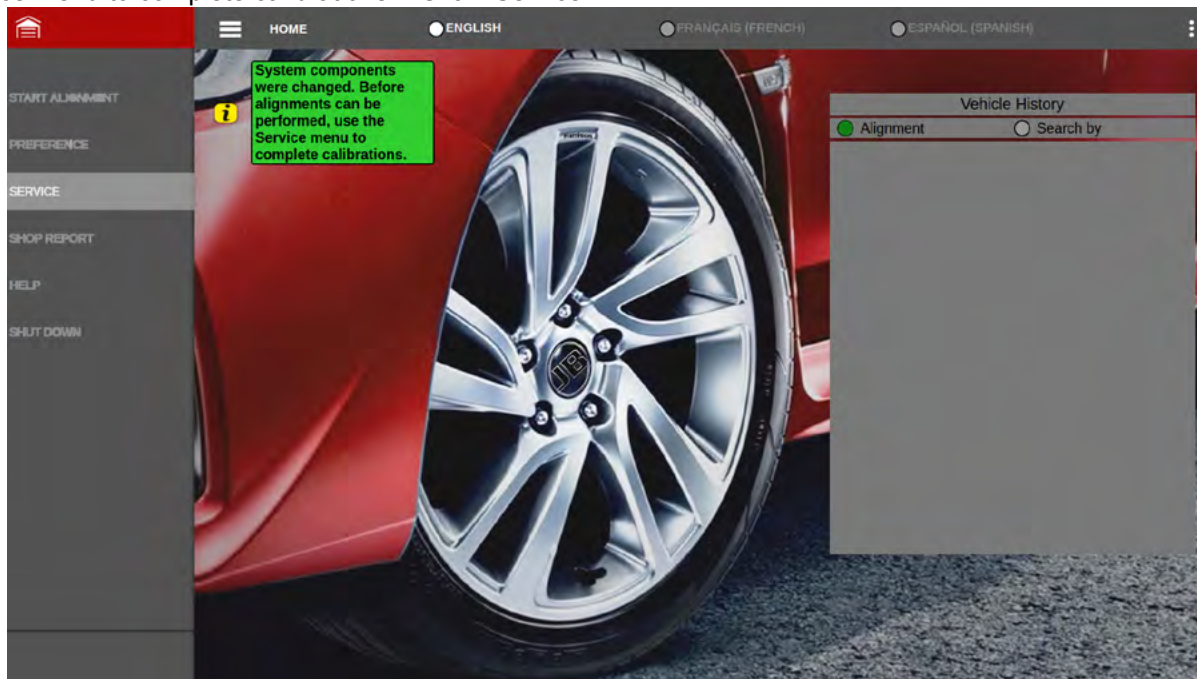 HOME
ENGLISH
FRANÇAIS (FRENCH)
ESPAÑOL (SPANISH)
START ALIGNMENT
PREFERENCE
SERVICE
SHOP REPORT
HELP
SHUT DOWN
i
System components
were changed. Before
alignments can be
performed, use the
Service menu to
complete calibrations.
Vehicle History
Alignment
Search by
JB